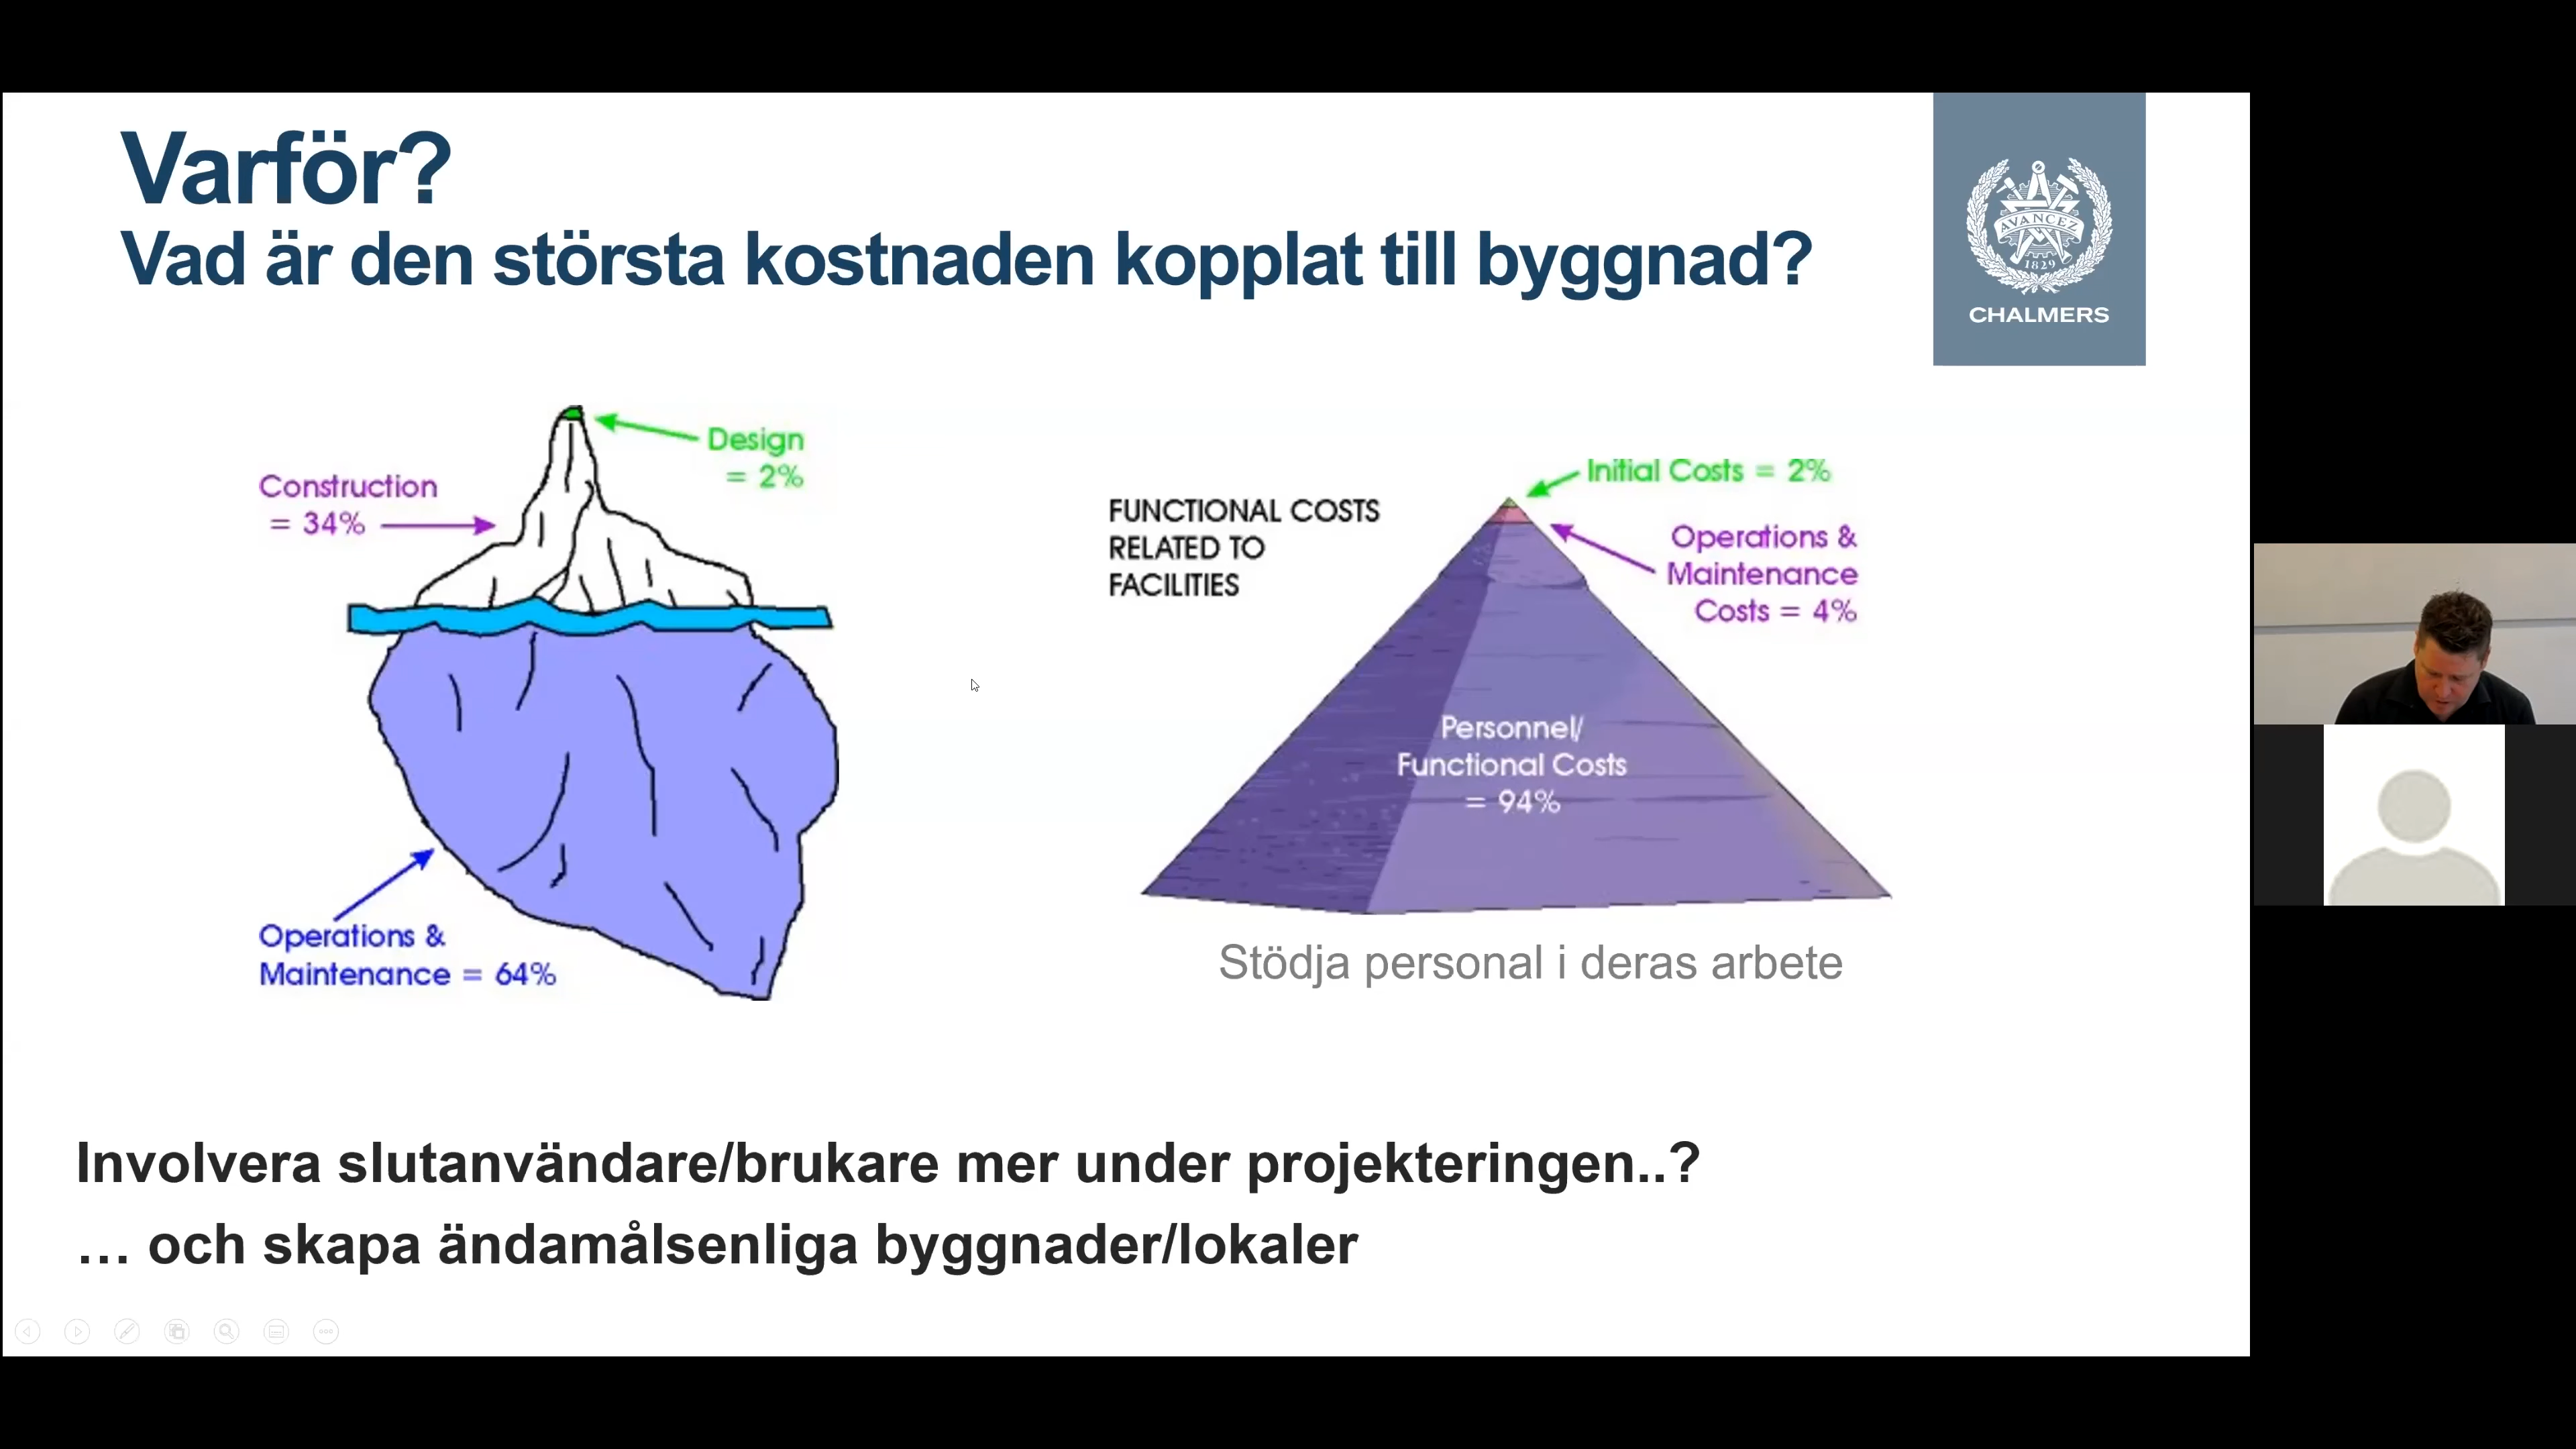 Varför?
Vad är den största kostnaden kopplat till byggnad?
AVANCEZ
1829
CHALMERS
Design
= 2%
Construction
= 34%
Operations &
Maintenance = 64%
FUNCTIONAL COSTS
RELATED TO
FACILITIES
Initial Costs = 2%
Operations &
Maintenance
Costs = 4%
Personnel/
Functional Costs
= 94%
Stödja personal i deras arbete
Involvera slutanvändare/brukare mer under projekteringen..?
… och skapa ändamålsenliga byggnader/lokaler